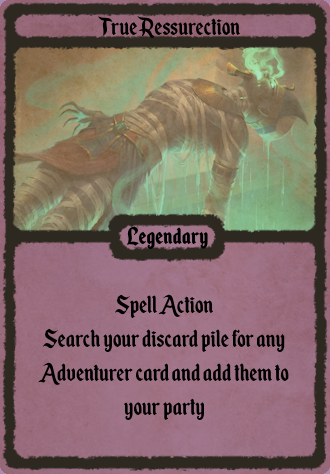 True Ressurection
Legendary
Spell Action
Search your discard pile for any
Adventurer card and add them to
your party